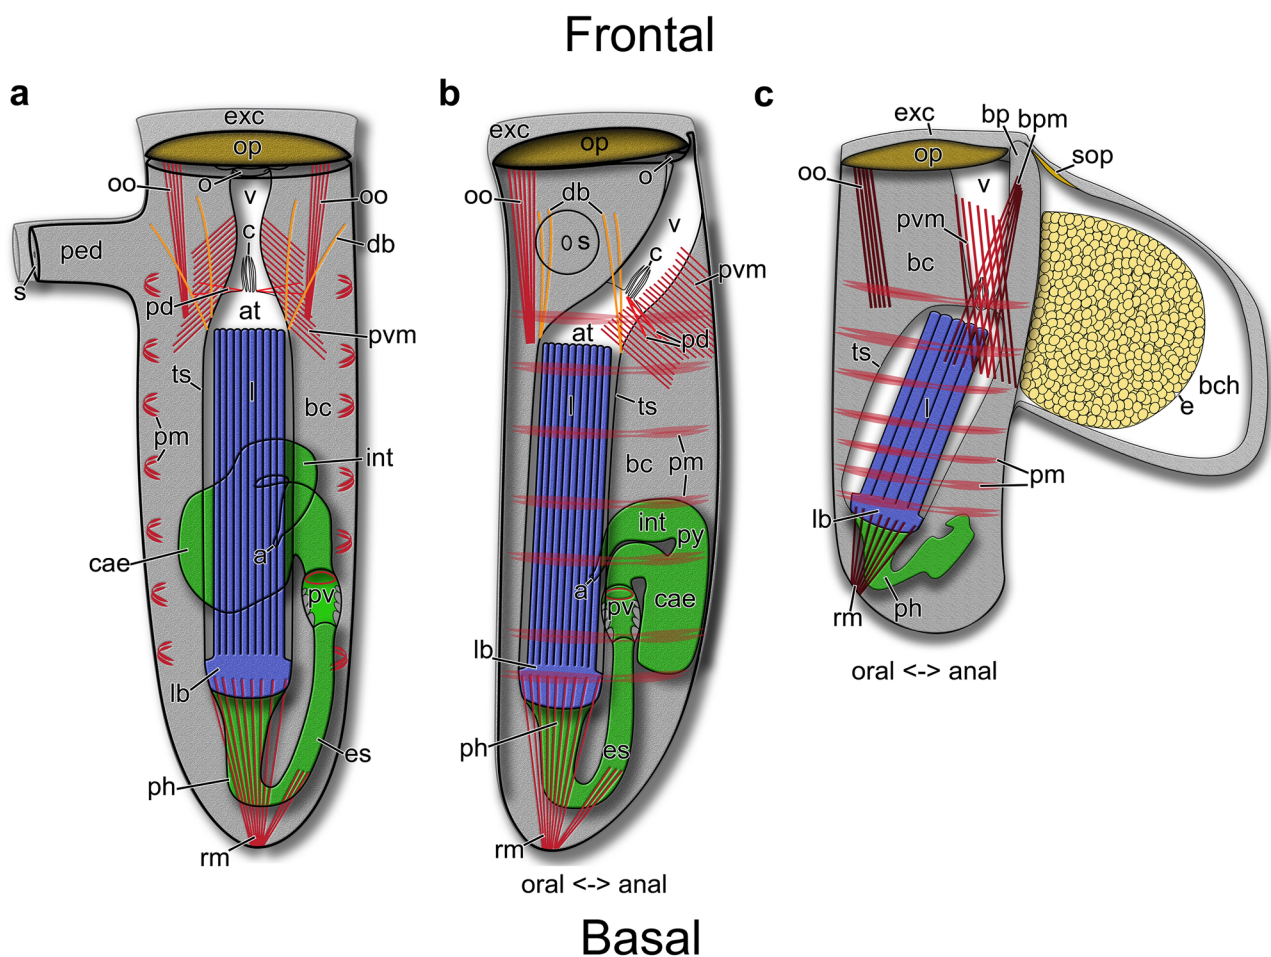 Frontal
a
exc
op
oo
o
v
oo
c
db
ped
s
pd
at
pvm
ts
l
bc
pm
int
cae
a
pv
lb
es
ph
rm
b
exc
op
oo
db
o
s
v
c
pvm
at
pd
l
ts
bc
pm
int
py
a
pv
cae
lb
ph
es
rm
oral <-> anal
c
exc
bp
bpm
op
sop
oo
v
pvm
bc
ts
l
bch
e
pm
lb
rm
ph
oral <-> anal
Basal